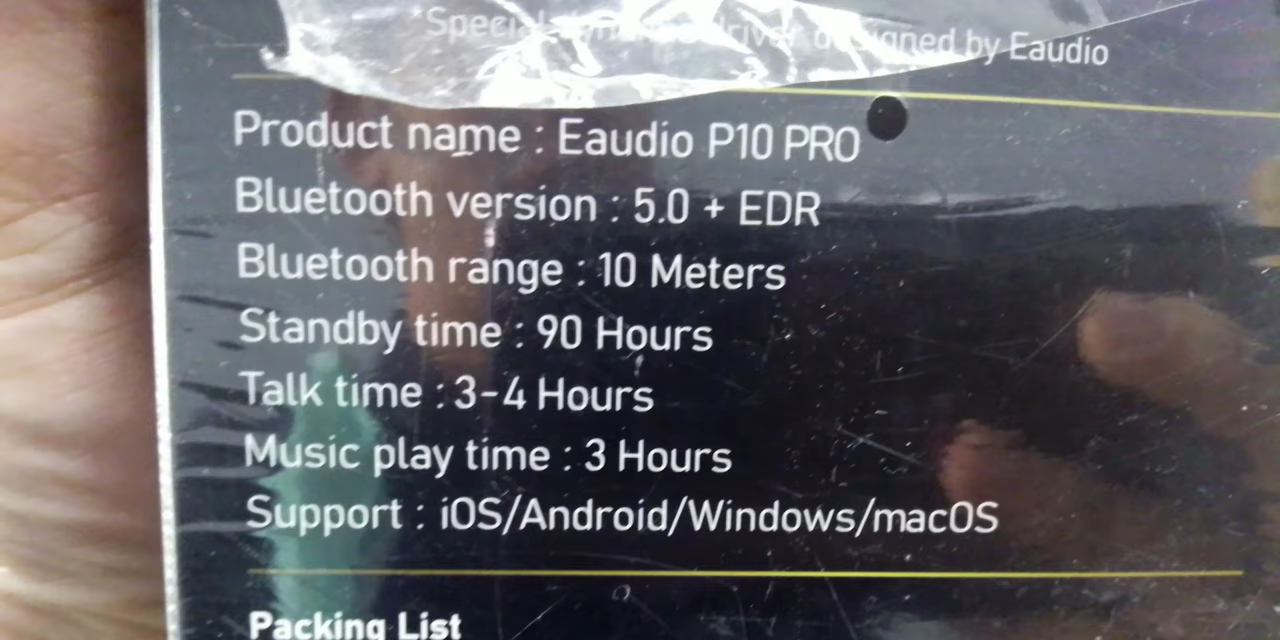 designed by Eaudio
Product name : Eaudio P10 PRO
Bluetooth version : 5.0 + EDR
Bluetooth range : 10 Meters
Standby time : 90 Hours
Talk time : 3-4 Hours
Music play time : 3 Hours
Support : iOS/Android/Windows/macOS
Packing List